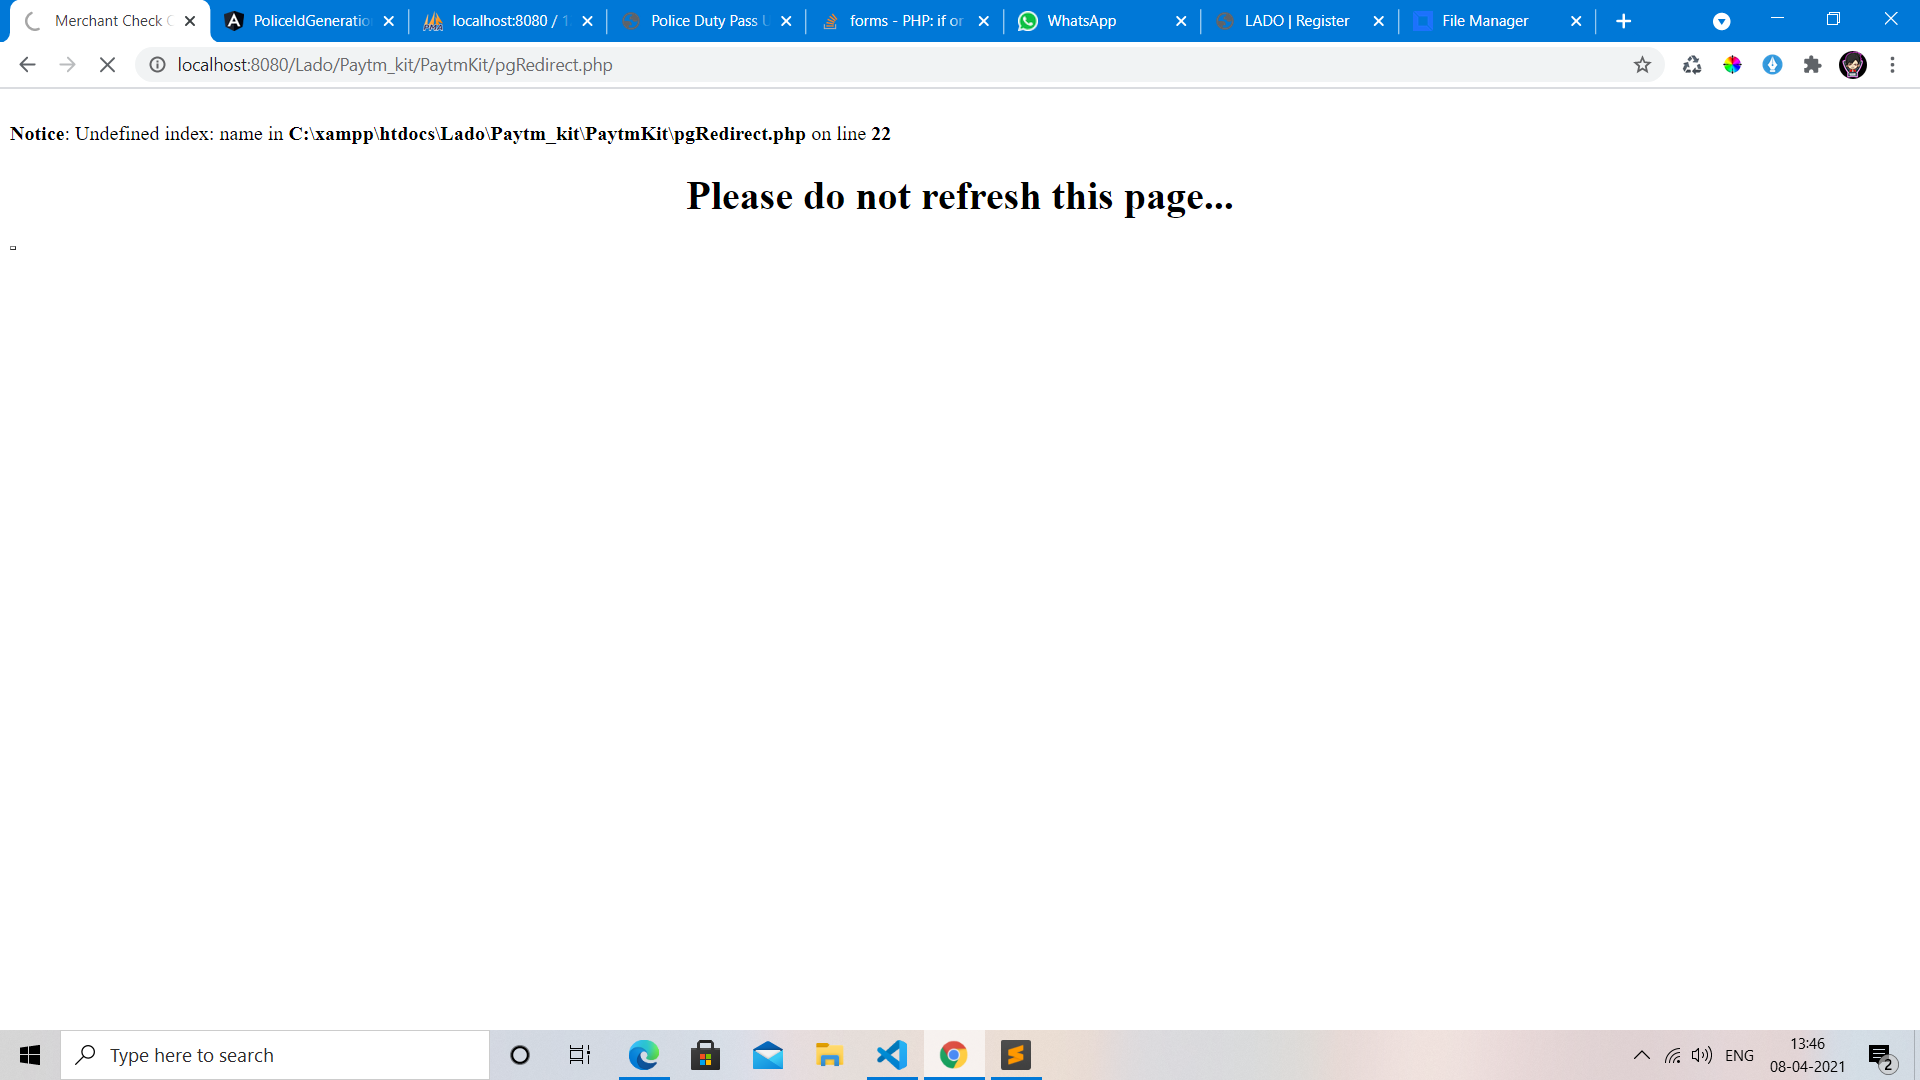 Merchant Check C
PoliceIdGeneratio
localhost:8080 / 1
Police Duty Pass U
forms - PHP: if or
WhatsApp
LADO | Register
File Manager
localhost:8080/Lado/Paytm_kit/PaytmKit/pgRedirect.php
Notice: Undefined index: name in C:\xampp\htdocs\Lado\Paytm_kit\PaytmKit\pgRedirect.php on line 22
Please do not refresh this page...
Type here to search
ENG
13:46
08-04-2021
2